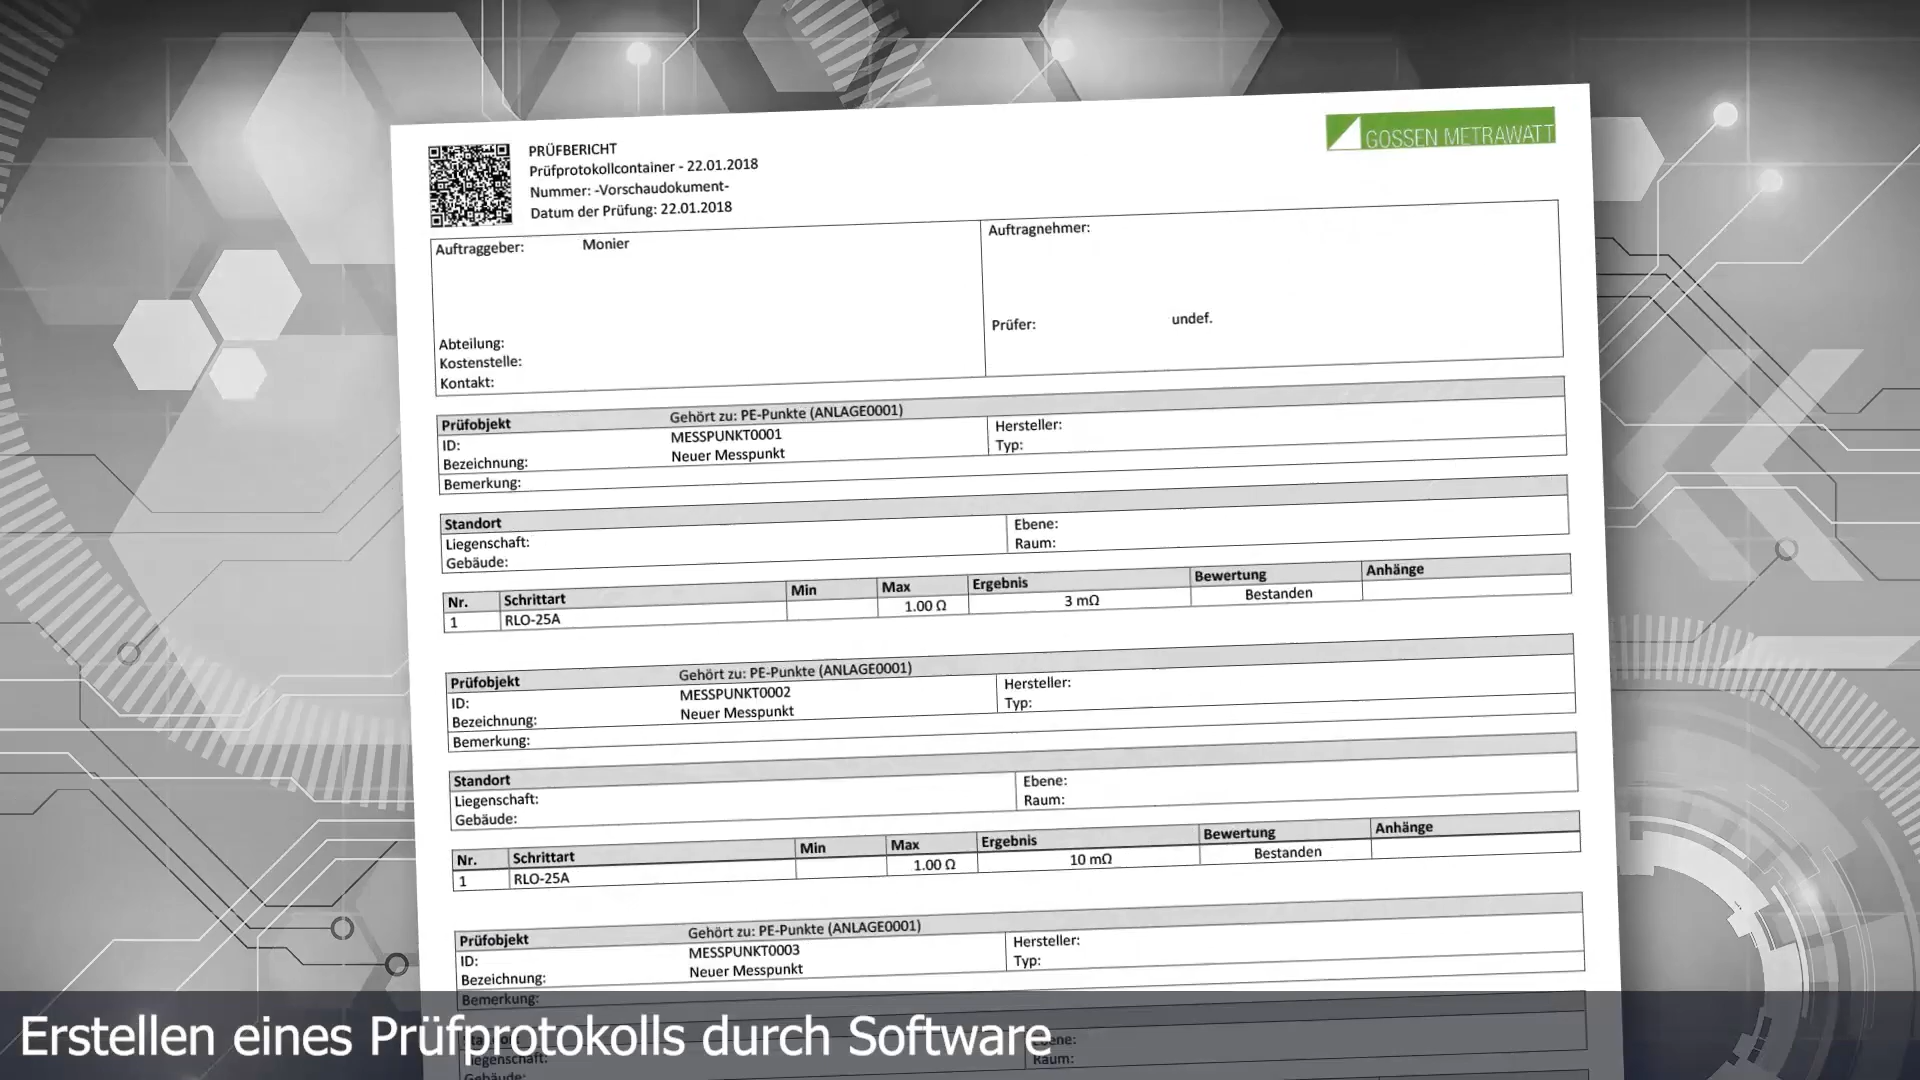 PRÜFBERICHT
Prüfprotokollcontainer - 22.01.2018
Nummer: -Vorschaudokument-
Datum der Prüfung: 22.01.2018
GOSSEN METRAWATT
Auftraggeber: Monier
Abteilung:
Kostenstelle:
Kontakt:
Auftragnehmer:
Prüfer: undef.
Prüfobjekt Gehört zu: PE-Punkte (ANLAGE0001)
ID: MESSPUNKT0001 Hersteller:
Bezeichnung: Neuer Messpunkt Typ:
Bemerkung:
Standort
Liegenschaft: Ebene:
Gebäude: Raum:
Nr. Schrittart Min Max Ergebnis Bewertung Anhänge
1 RLO-25A 1.00 Ω 3 mΩ Bestanden
Prüfobjekt Gehört zu: PE-Punkte (ANLAGE0001)
ID: MESSPUNKT0002 Hersteller:
Bezeichnung: Neuer Messpunkt Typ:
Bemerkung:
Standort
Liegenschaft: Ebene:
Gebäude: Raum:
Nr. Schrittart Min Max Ergebnis Bewertung Anhänge
1 RLO-25A 1.00 Ω 10 mΩ Bestanden
Prüfobjekt Gehört zu: PE-Punkte (ANLAGE0001)
ID: MESSPUNKT0003 Hersteller:
Bezeichnung: Neuer Messpunkt Typ:
Bemerkung:
Liegenschaft: Raum:
Gebäude:
Erstellen eines Prüfprotokolls durch Software